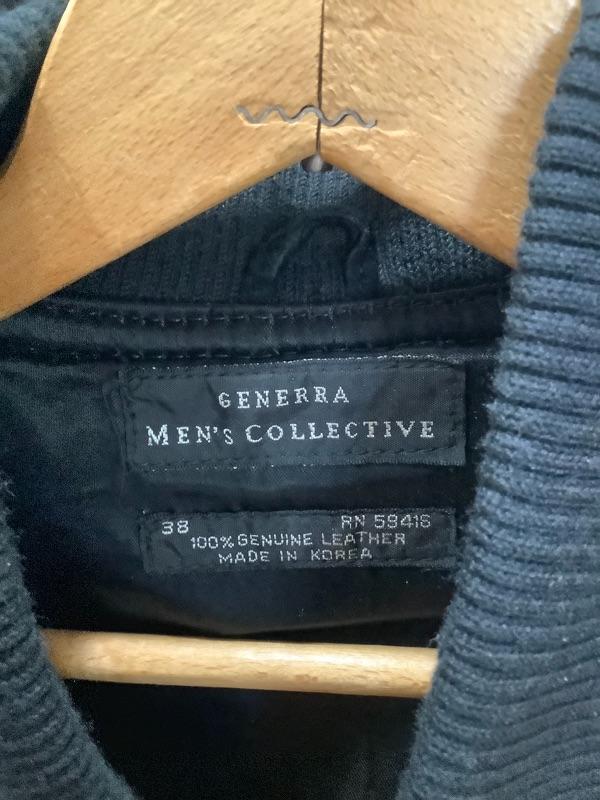 GENERRA
MEN'S COLLECTIVE
38 RN 59416
100% GENUINE LEATHER
MADE IN KOREA